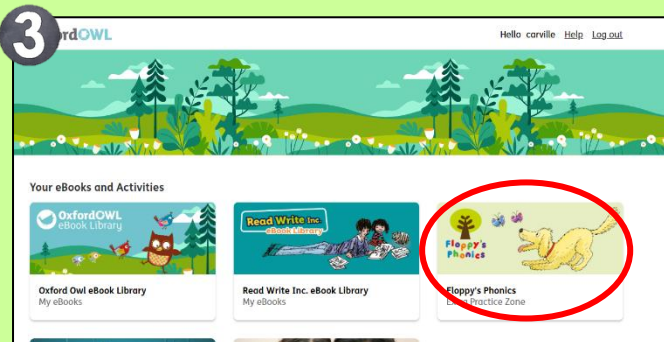 3
rdOWL
Hello carville Help Log out
Your eBooks and Activities
OxfordOWL
eBook Library
Read Write Inc.
eBook Library
Floppy's
Phonics
Oxford Owl eBook Library
My eBooks
Read Write Inc. eBook Library
My eBooks
Floppy's Phonics
Practice Zone